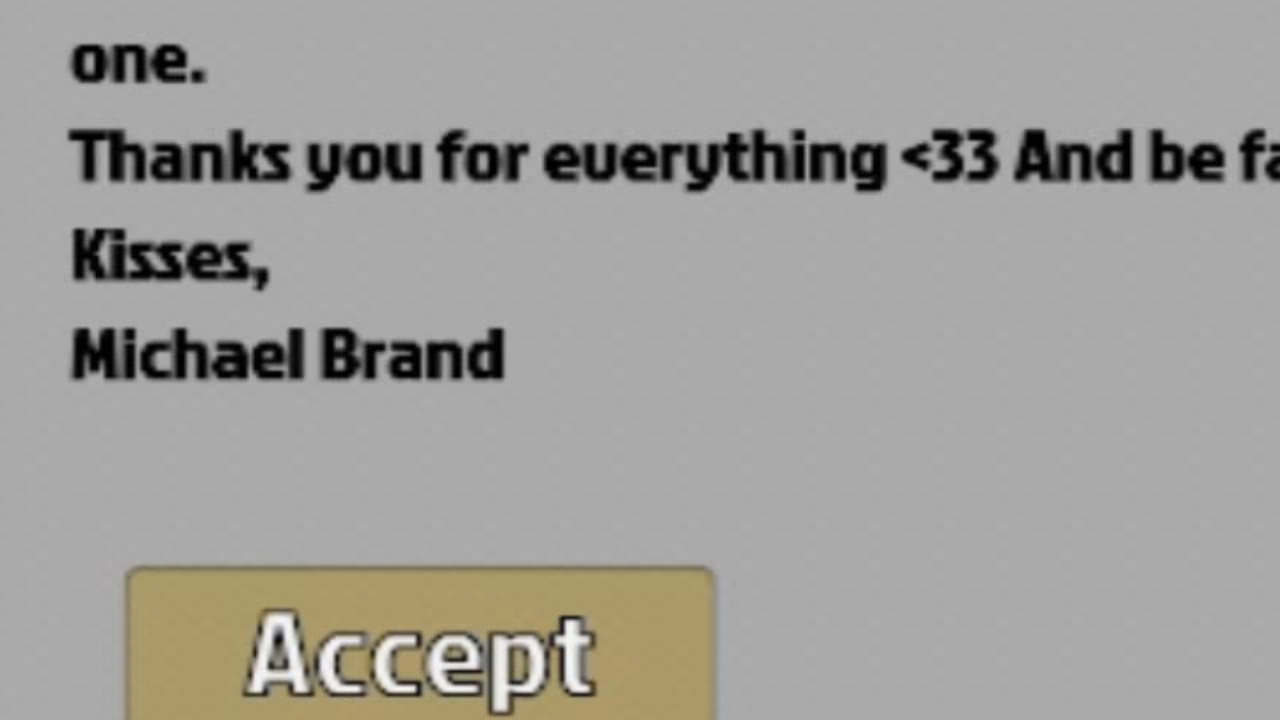 one.
Thanks you for everything <33 And be
Kisses,
Michael Brand
Accept